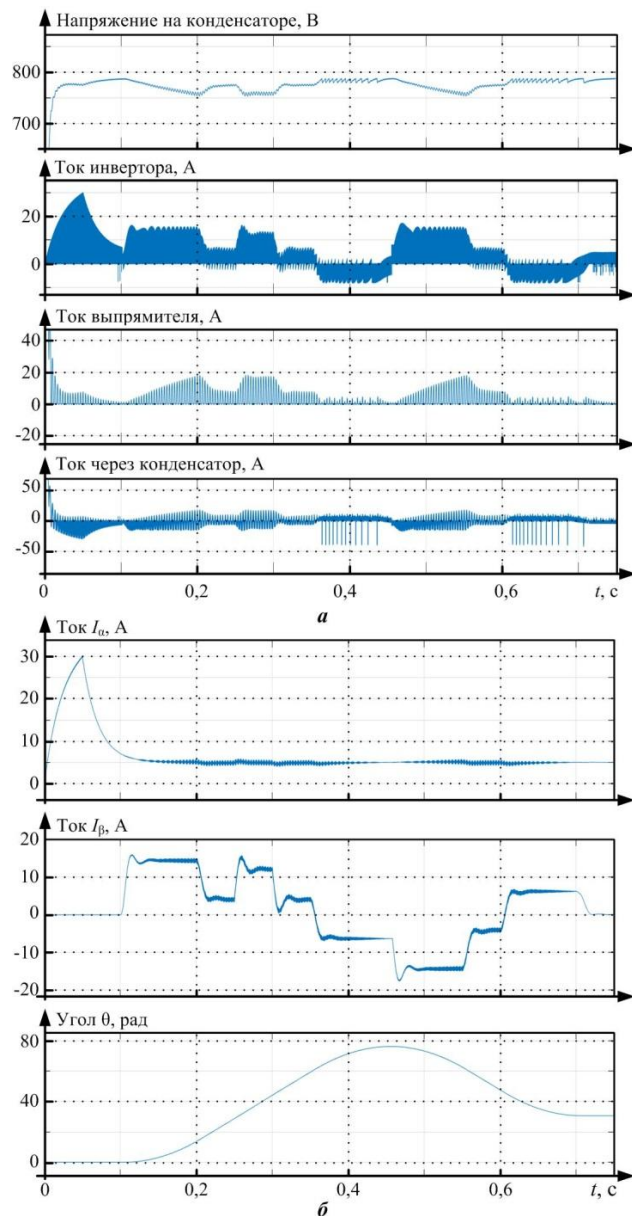 Напряжение на конденсаторе, В
800
700
Ток инвертора, А
20
0
Ток выпрямителя, А
40
20
0
-20
Ток через конденсатор, А
50
0
-50
0 0,2 0,4 0,6 t, с
а
Ток Iα, А
30
20
10
0
Ток Iβ, А
20
10
0
-10
-20
Угол θ, рад
80
40
0
0 0,2 0,4 0,6 t, с
б